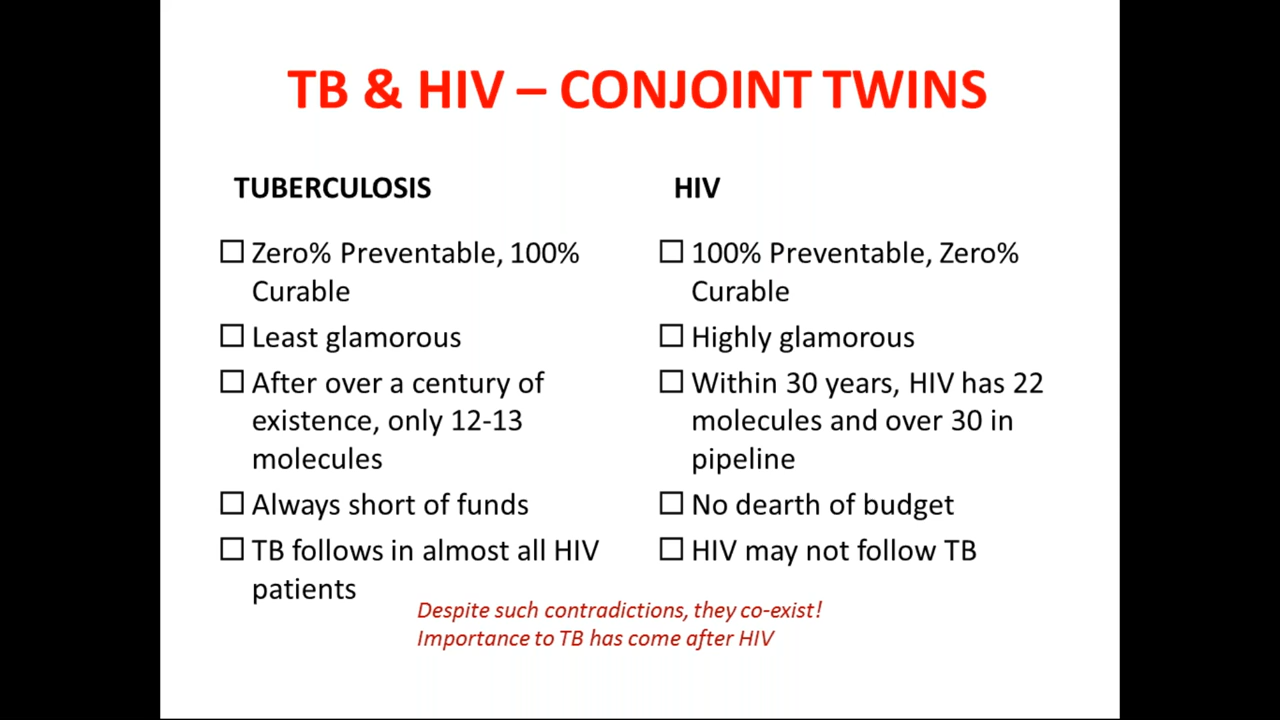 TB & HIV – CONJOINT TWINS
TUBERCULOSIS
Zero% Preventable, 100%
Curable
Least glamorous
After over a century of
existence, only 12-13
molecules
Always short of funds
TB follows in almost all HIV
patients
HIV
100% Preventable, Zero%
Curable
Highly glamorous
Within 30 years, HIV has 22
molecules and over 30 in
pipeline
No dearth of budget
HIV may not follow TB
Despite such contradictions, they co-exist!
Importance to TB has come after HIV